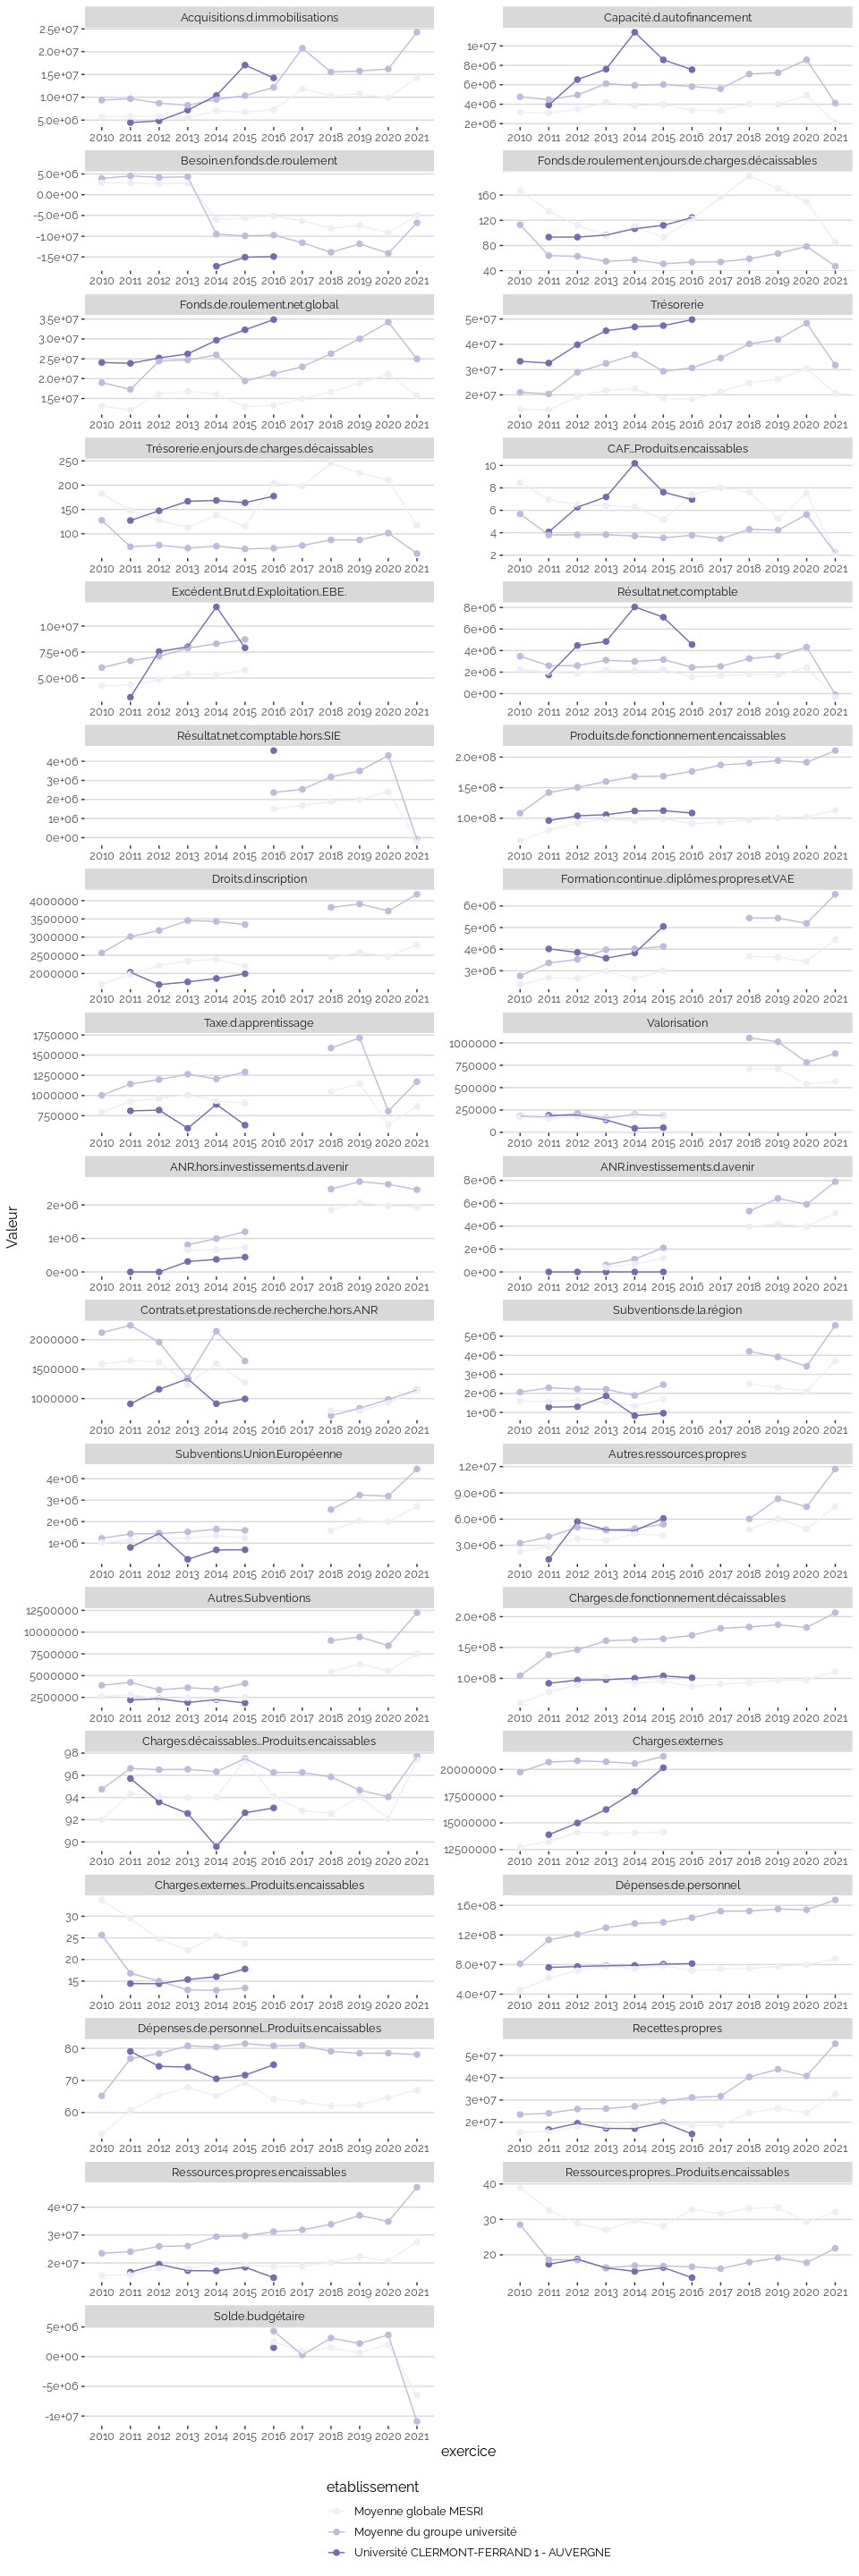 Acquisitions.d.immobilisations
2.5e+07
2.0e+07
1.5e+07
1.0e+07
5.0e+06
2010 2011 2012 2013 2014 2015 2016 2017 2018 2019 2020 2021
Capacité.d.autofinancement
1e+07
8e+06
6e+06
4e+06
2e+06
2010 2011 2012 2013 2014 2015 2016 2017 2018 2019 2020 2021
Besoin.en.fonds.de.roulement
5.0e+06
0.0e+00
-5.0e+06
-1.0e+07
-1.5e+07
2010 2011 2012 2013 2014 2015 2016 2017 2018 2019 2020 2021
Fonds.de.roulement.en.jours.de.charges.décaissables
160
120
80
40
2010 2011 2012 2013 2014 2015 2016 2017 2018 2019 2020 2021
Fonds.de.roulement.net.global
3.5e+07
3.0e+07
2.5e+07
2.0e+07
1.5e+07
2010 2011 2012 2013 2014 2015 2016 2017 2018 2019 2020 2021
Trésorerie
5e+07
4e+07
3e+07
2e+07
2010 2011 2012 2013 2014 2015 2016 2017 2018 2019 2020 2021
Trésorerie.en.jours.de.charges.décaissables
250
200
150
100
2010 2011 2012 2013 2014 2015 2016 2017 2018 2019 2020 2021
CAF...Produits.encaissables
10
8
6
4
2
2010 2011 2012 2013 2014 2015 2016 2017 2018 2019 2020 2021
Excédent.Brut.d.Exploitation..EBE.
1.0e+07
7.5e+06
5.0e+06
2010 2011 2012 2013 2014 2015 2016 2017 2018 2019 2020 2021
Résultat.net.comptable
8e+06
6e+06
4e+06
2e+06
0e+00
2010 2011 2012 2013 2014 2015 2016 2017 2018 2019 2020 2021
Résultat.net.comptable.hors.SIE
4e+06
3e+06
2e+06
1e+06
0e+00
2010 2011 2012 2013 2014 2015 2016 2017 2018 2019 2020 2021
Produits.de.fonctionnement.encaissables
2.0e+08
1.5e+08
1.0e+08
2010 2011 2012 2013 2014 2015 2016 2017 2018 2019 2020 2021
Droits.d.inscription
4000000
3500000
3000000
2500000
2000000
2010 2011 2012 2013 2014 2015 2016 2017 2018 2019 2020 2021
Formation.continue..diplômes.propres.et.VAE
6e+06
5e+06
4e+06
3e+06
2010 2011 2012 2013 2014 2015 2016 2017 2018 2019 2020 2021
Taxe.d.apprentissage
1750000
1500000
1250000
1000000
750000
2010 2011 2012 2013 2014 2015 2016 2017 2018 2019 2020 2021
Valorisation
1000000
750000
500000
250000
0
2010 2011 2012 2013 2014 2015 2016 2017 2018 2019 2020 2021
ANR.hors.investissements.d.avenir
2e+06
1e+06
0e+00
2010 2011 2012 2013 2014 2015 2016 2017 2018 2019 2020 2021
ANR.investissements.d.avenir
8e+06
6e+06
4e+06
2e+06
0e+00
2010 2011 2012 2013 2014 2015 2016 2017 2018 2019 2020 2021
Valeur
Contrats.et.prestations.de.recherche.hors.ANR
2000000
1500000
1000000
2010 2011 2012 2013 2014 2015 2016 2017 2018 2019 2020 2021
Subventions.de.la.région
5e+06
4e+06
3e+06
2e+06
1e+06
2010 2011 2012 2013 2014 2015 2016 2017 2018 2019 2020 2021
Subventions.Union.Européenne
4e+06
3e+06
2e+06
1e+06
2010 2011 2012 2013 2014 2015 2016 2017 2018 2019 2020 2021
Autres.ressources.propres
1.2e+07
9.0e+06
6.0e+06
3.0e+06
2010 2011 2012 2013 2014 2015 2016 2017 2018 2019 2020 2021
Autres.Subventions
12500000
10000000
7500000
5000000
2500000
2010 2011 2012 2013 2014 2015 2016 2017 2018 2019 2020 2021
Charges.de.fonctionnement.décaissables
2.0e+08
1.5e+08
1.0e+08
2010 2011 2012 2013 2014 2015 2016 2017 2018 2019 2020 2021
Charges.décaissables...Produits.encaissables
98
96
94
92
90
2010 2011 2012 2013 2014 2015 2016 2017 2018 2019 2020 2021
Charges.externes
20000000
17500000
15000000
12500000
2010 2011 2012 2013 2014 2015 2016 2017 2018 2019 2020 2021
Charges.externes...Produits.encaissables
30
25
20
15
2010 2011 2012 2013 2014 2015 2016 2017 2018 2019 2020 2021
Dépenses.de.personnel
1.6e+08
1.2e+08
8.0e+07
4.0e+07
2010 2011 2012 2013 2014 2015 2016 2017 2018 2019 2020 2021
Dépenses.de.personnel...Produits.encaissables
80
70
60
2010 2011 2012 2013 2014 2015 2016 2017 2018 2019 2020 2021
Recettes.propres
5e+07
4e+07
3e+07
2e+07
2010 2011 2012 2013 2014 2015 2016 2017 2018 2019 2020 2021
Ressources.propres.encaissables
4e+07
3e+07
2e+07
2010 2011 2012 2013 2014 2015 2016 2017 2018 2019 2020 2021
Ressources.propres...Produits.encaissables
40
30
20
2010 2011 2012 2013 2014 2015 2016 2017 2018 2019 2020 2021
Solde.budgétaire
5e+06
0e+00
-5e+06
-1e+07
2010 2011 2012 2013 2014 2015 2016 2017 2018 2019 2020 2021
exercice
etablissement
Moyenne globale MESRI
Moyenne du groupe université
Université CLERMONT-FERRAND 1 - AUVERGNE